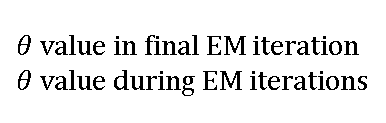 θ value in final EM iteration
θ value during EM iterations